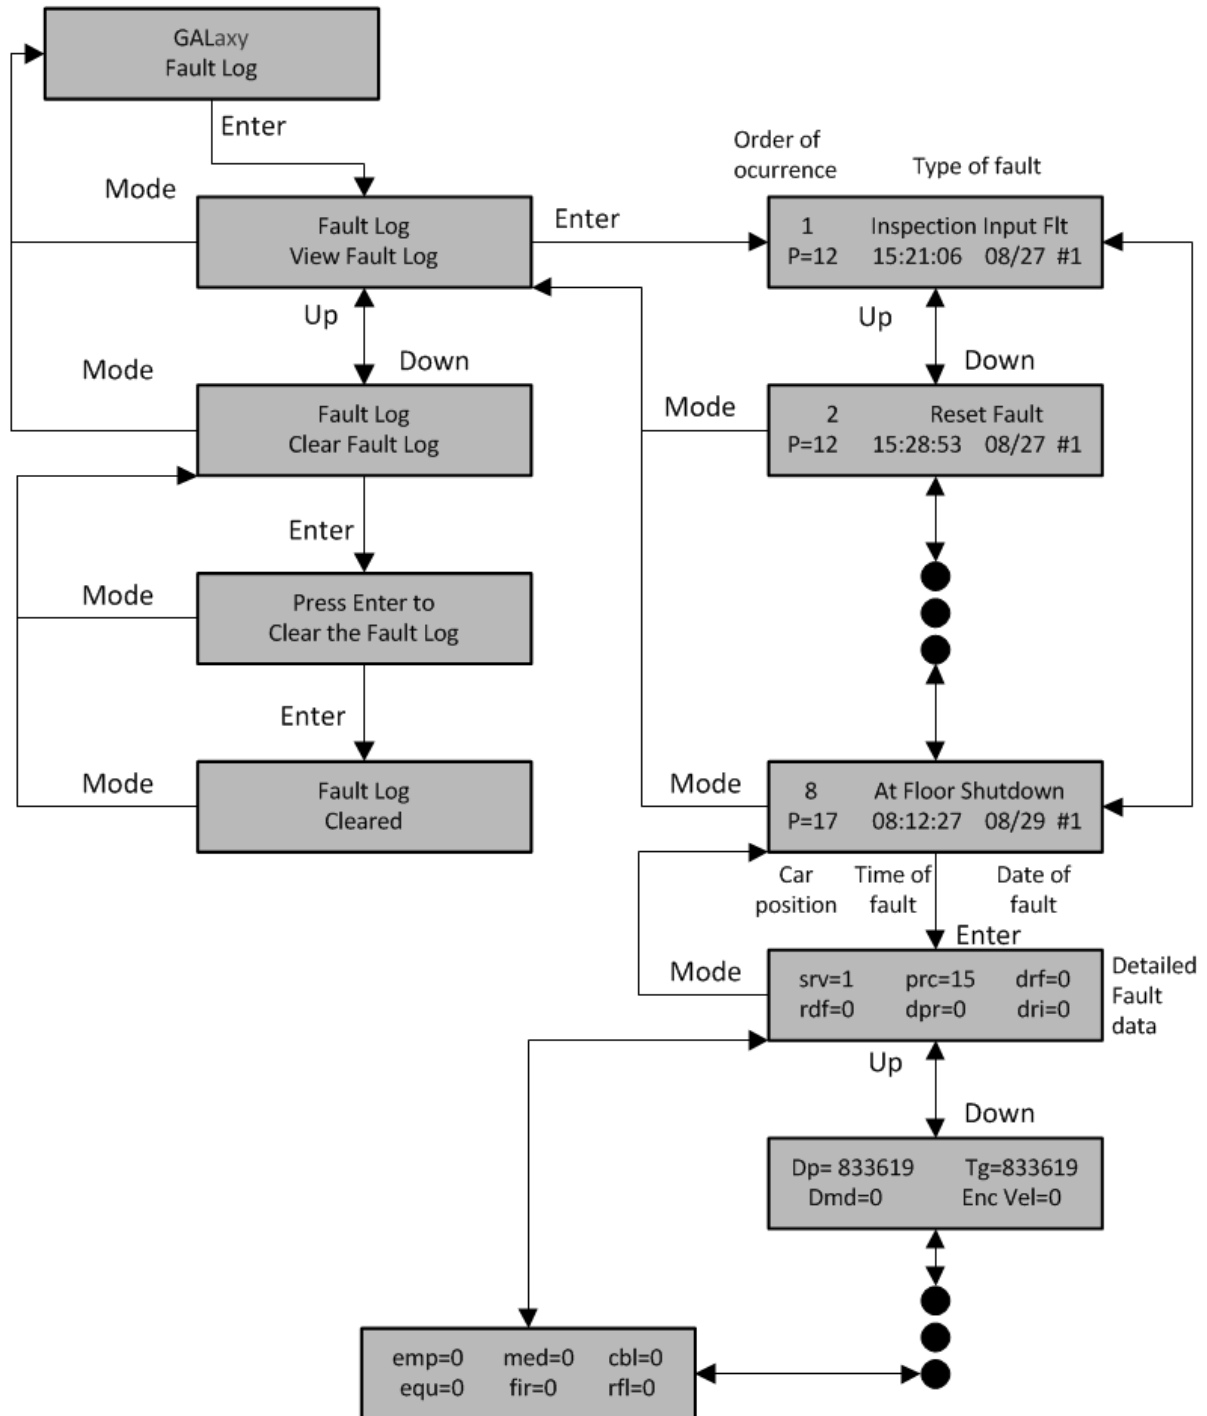 GALaxy
Fault Log
Enter
Mode
Fault Log
View Fault Log
Enter
Order of
ocurrence
Type of fault
1 Inspection Input Flt
P=12 15:21:06 08/27 #1
Up
Down
Up
Down
Mode
Fault Log
Clear Fault Log
Mode
2 Reset Fault
P=12 15:28:53 08/27 #1
Enter
Mode
Press Enter to
Clear the Fault Log
Enter
Mode
Fault Log
Cleared
Mode
8 At Floor Shutdown
P=17 08:12:27 08/29 #1
Car
position
Time of
fault
Date of
fault
Enter
Mode
srv=1 prc=15 drf=0
rdf=0 dpr=0 dri=0
Detailed
Fault
data
Up
Down
Dp= 833619 Tg=833619
Dmd=0 Enc Vel=0
emp=0 med=0 cbl=0
equ=0 fir=0 rfl=0